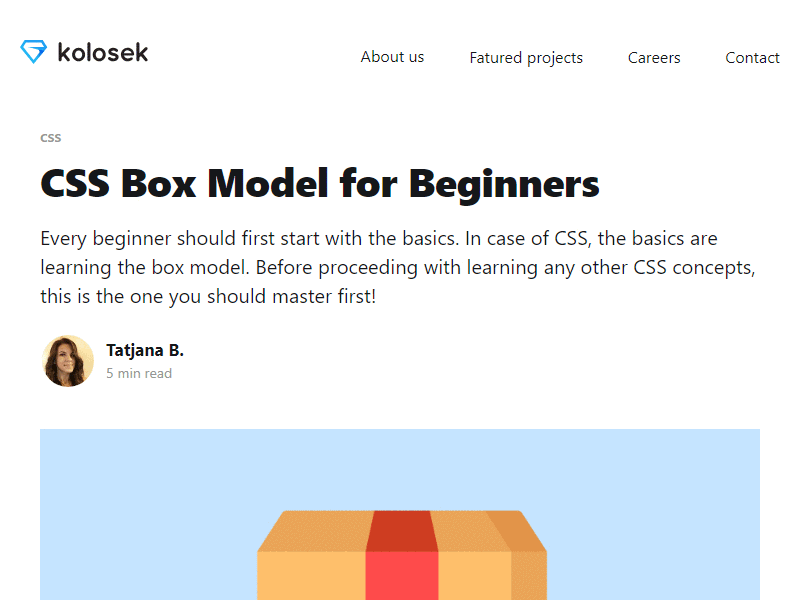 kolosek
About us Fatured projects Careers Contact
CSS
CSS Box Model for Beginners
Every beginner should first start with the basics. In case of CSS, the basics are
learning the box model. Before proceeding with learning any other CSS concepts,
this is the one you should master first!
Tatjana B.
5 min read